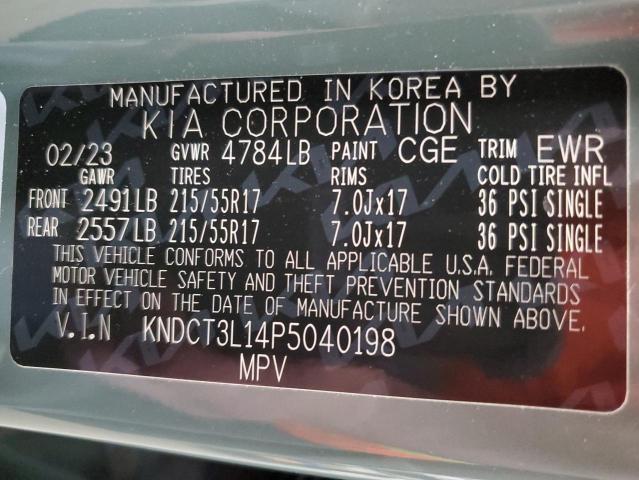 MANUFACTURED IN KOREA BY
KIA CORPORATION
02/23 GVWR 4784LB PAINT CGE TRIM EWR
GAWR TIRES RIMS COLD TIRE INFL
FRONT 2491LB 215/55R17 7.0Jx17 36 PSI SINGLE
REAR 2557LB 215/55R17 7.0Jx17 36 PSI SINGLE
THIS VEHICLE CONFORMS TO ALL APPLICABLE U.S.A. FEDERAL
MOTOR VEHICLE SAFETY AND THEFT PREVENTION STANDARDS
IN EFFECT ON THE DATE OF MANUFACTURE SHOWN ABOVE.
V.I.N KNDCT3L14P5040198
MPV